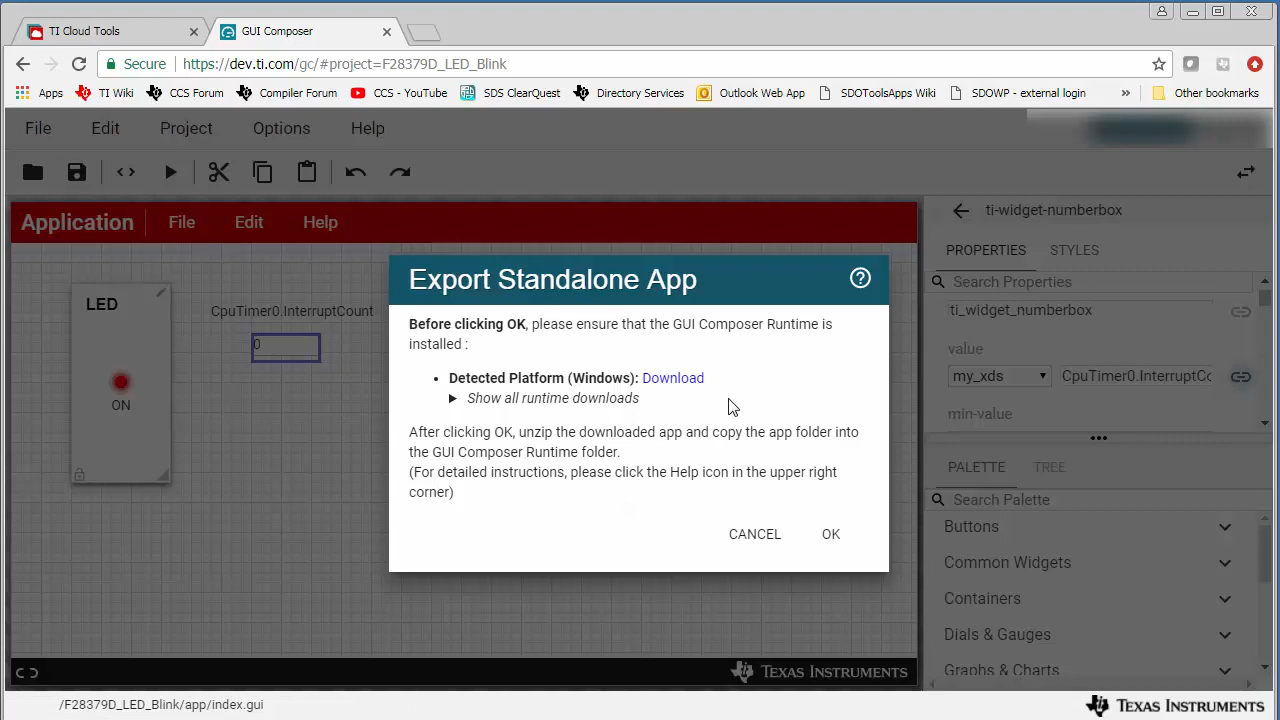 TI Cloud Tools
GUI Composer
Secure
https://dev.ti.com/gc/#project=F28379D_LED_Blink
Apps
TI Wiki
CCS Forum
Compiler Forum
CCS - YouTube
SDS ClearQuest
Directory Services
Outlook Web App
SDOToolsApps Wiki
SDOWP - external login
»
Other bookmarks
File
Edit
Project
Options
Help
Application
File
Edit
Help
ti-widget-numberbox
PROPERTIES
STYLES
Search Properties
ti_widget_numberbox
value
my_xds
CpuTimer0.InterruptCo
min-value
LED
ON
CpuTimer0.InterruptCount
0
Export Standalone App
Before clicking OK, please ensure that the GUI Composer Runtime is
installed :
• Detected Platform (Windows): Download
Show all runtime downloads
After clicking OK, unzip the downloaded app and copy the app folder into
the GUI Composer Runtime folder.
(For detailed instructions, please click the Help icon in the upper right
corner)
CANCEL
OK
PALETTE
TREE
Search Palette
Buttons
Common Widgets
Containers
Dials & Gauges
Graphs & Charts
TEXAS INSTRUMENTS
/F28379D_LED_Blink/app/index.gui
TEXAS INSTRUMENTS